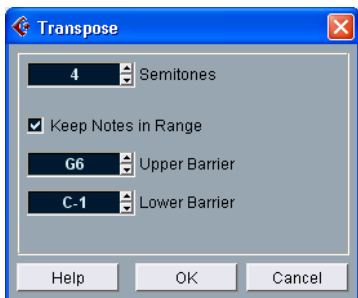 Transpose
4 Semitones
Keep Notes in Range
G6 Upper Barrier
C-1 Lower Barrier
Help OK Cancel